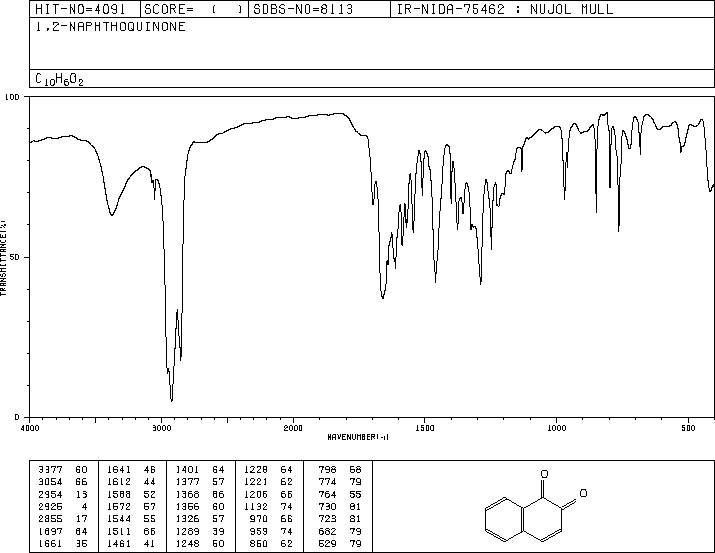 HIT-NO=4091 SCORE= ( ) SDBS-NO=8113 IR-NIDA-75462 : NUJOL MULL
1,2-NAPHTHOQUINONE
C10H6O2
100
50
0
TRANSMITTANCE(%)
4000 3000 2000 1500 1000 500
WAVENUMBER(-1)
3377 60 1641 46 1401 64 1228 64 798 68
3054 66 1612 44 1377 57 1221 62 774 79
2954 13 1588 52 1368 66 1206 66 764 55
2925 4 1572 57 1356 60 1132 74 730 81
2855 17 1544 55 1326 57 970 66 723 81
1697 64 1511 66 1289 39 959 74 682 79
1661 35 1461 41 1248 50 850 62 529 79
O
O